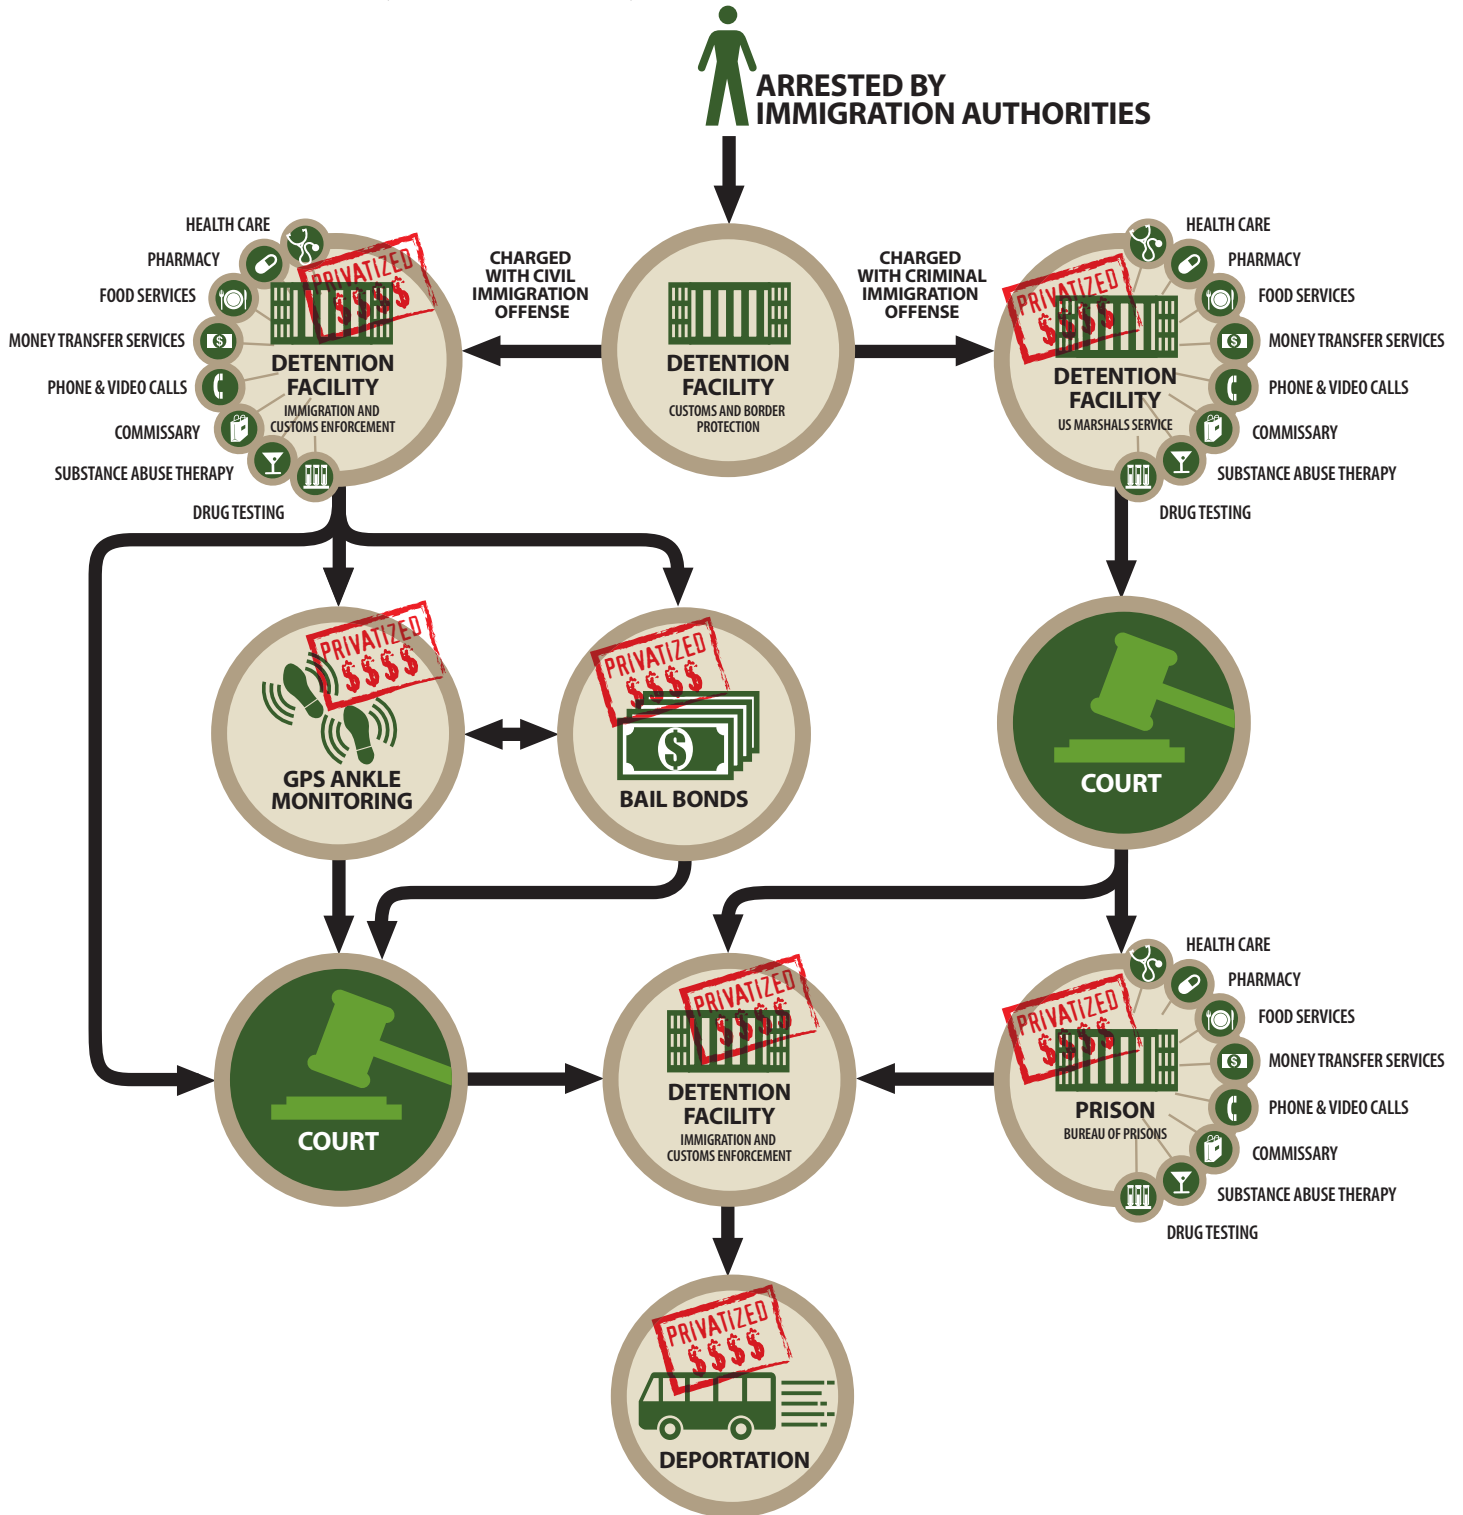 ARRESTED BY
IMMIGRATION AUTHORITIES
HEALTH CARE
PHARMACY
FOOD SERVICES
MONEY TRANSFER SERVICES
PHONE & VIDEO CALLS
COMMISSARY
SUBSTANCE ABUSE THERAPY
DRUG TESTING
PRIVATIZED
$$$$
DETENTION
FACILITY
IMMIGRATION AND
CUSTOMS ENFORCEMENT
CHARGED
WITH CIVIL
IMMIGRATION
OFFENSE
DETENTION
FACILITY
CUSTOMS AND BORDER
PROTECTION
CHARGED
WITH CRIMINAL
IMMIGRATION
OFFENSE
PRIVATIZED
$$$$
DETENTION
FACILITY
US MARSHALS SERVICE
HEALTH CARE
PHARMACY
FOOD SERVICES
MONEY TRANSFER SERVICES
PHONE & VIDEO CALLS
COMMISSARY
SUBSTANCE ABUSE THERAPY
DRUG TESTING
PRIVATIZED
$$$$
GPS ANKLE
MONITORING
PRIVATIZED
$$$$
$
BAIL BONDS
COURT
COURT
PRIVATIZED
$$$$
DETENTION
FACILITY
IMMIGRATION AND
CUSTOMS ENFORCEMENT
PRIVATIZED
$$$$
PRISON
BUREAU OF PRISONS
HEALTH CARE
PHARMACY
FOOD SERVICES
MONEY TRANSFER SERVICES
PHONE & VIDEO CALLS
COMMISSARY
SUBSTANCE ABUSE THERAPY
DRUG TESTING
PRIVATIZED
$$$$
DEPORTATION